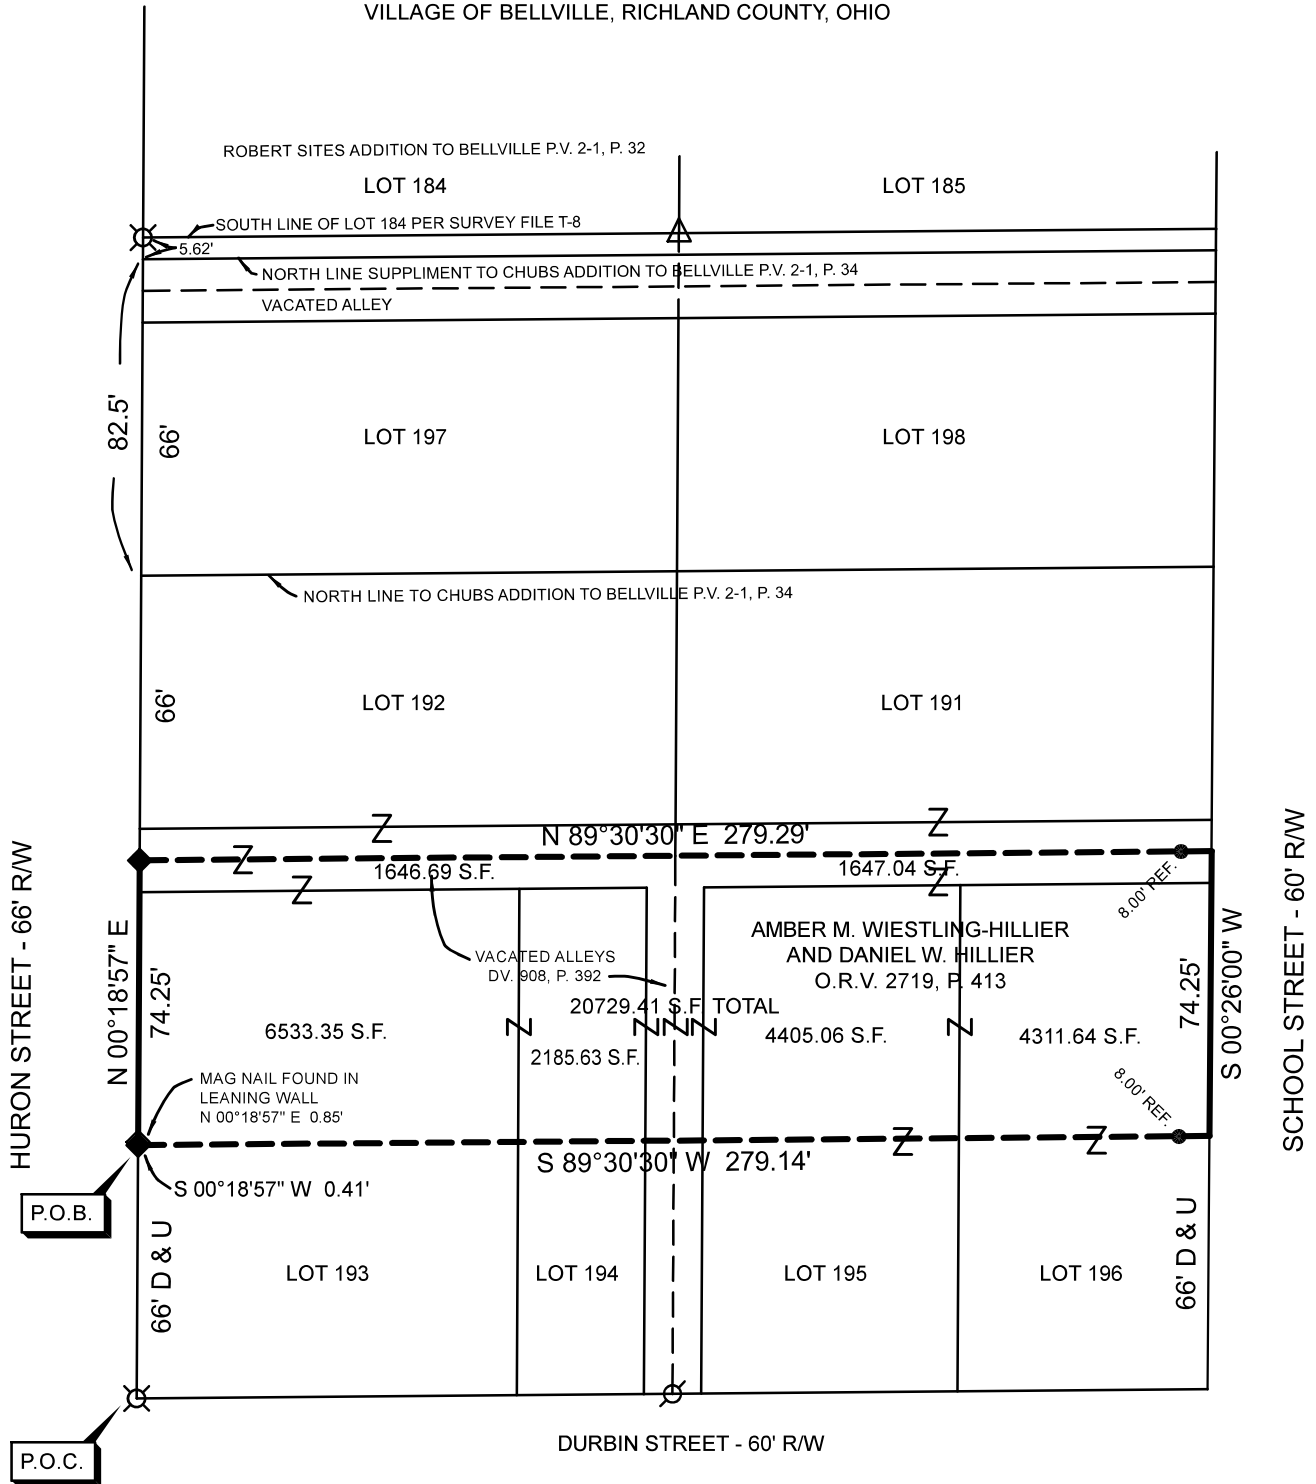 VILLAGE OF BELLVILLE, RICHLAND COUNTY, OHIO
ROBERT SITES ADDITION TO BELLVILLE P.V. 2-1, P. 32
LOT 184
LOT 185
SOUTH LINE OF LOT 184 PER SURVEY FILE T-8
5.62'
NORTH LINE SUPPLIMENT TO CHUBS ADDITION TO BELLVILLE P.V. 2-1, P. 34
VACATED ALLEY
82.5'
66'
LOT 197
LOT 198
NORTH LINE TO CHUBS ADDITION TO BELLVILLE P.V. 2-1, P. 34
66'
LOT 192
LOT 191
N 89°30'30" E 279.29'
1646.69 S.F.
1647.04 S.F.
8.00' REF.
HURON STREET - 66' R/W
SCHOOL STREET - 60' R/W
N 00°18'57" E
74.25'
VACATED ALLEYS
DV. 908, P. 392
AMBER M. WIESTLING-HILLIER
AND DANIEL W. HILLIER
O.R.V. 2719, P. 413
20729.41 S.F. TOTAL
74.25'
S 00°26'00" W
6533.35 S.F.
2185.63 S.F.
4405.06 S.F.
4311.64 S.F.
MAG NAIL FOUND IN
LEANING WALL
N 00°18'57" E 0.85'
8.00' REF.
S 89°30'30" W 279.14'
S 00°18'57" W 0.41'
P.O.B.
66' D & U
66' D & U
LOT 193
LOT 194
LOT 195
LOT 196
DURBIN STREET - 60' R/W
P.O.C.